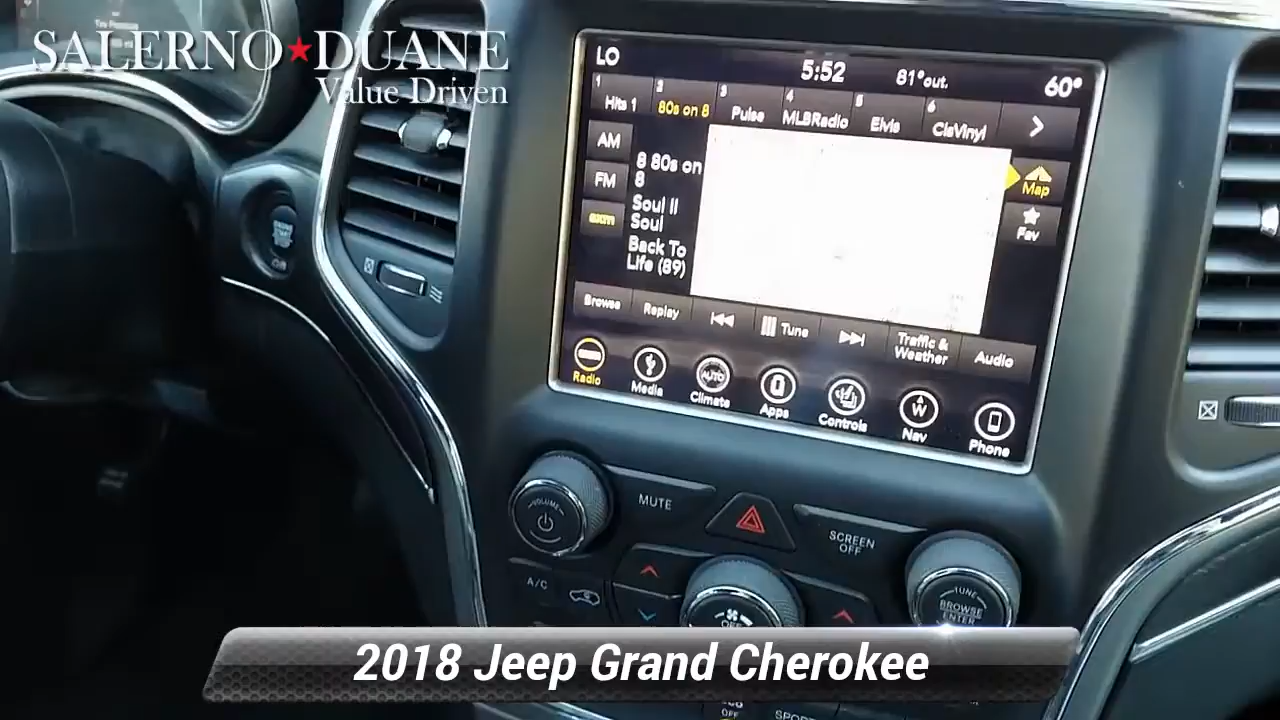 SALERNO★DUANE
Value Driven
LO
5:52
81°out.
60°
1
Hits 1
2
80s on 8
3
Pulse
4
MLBRadio
5
Elvis
6
ClsVinyl
AM
FM
sxm
8 80s on
8
Soul II
Soul
Back To
Life (89)
Map
Fav
Browse
Replay
Tune
Traffic &
Weather
Audio
Radio
Media
AUTO
Climate
Apps
Controls
W
Nav
Phone
VOLUME
MUTE
SCREEN
OFF
A/C
TUNE
BROWSE
ENTER
OFF
2018 Jeep Grand Cherokee
OFF
SPORT